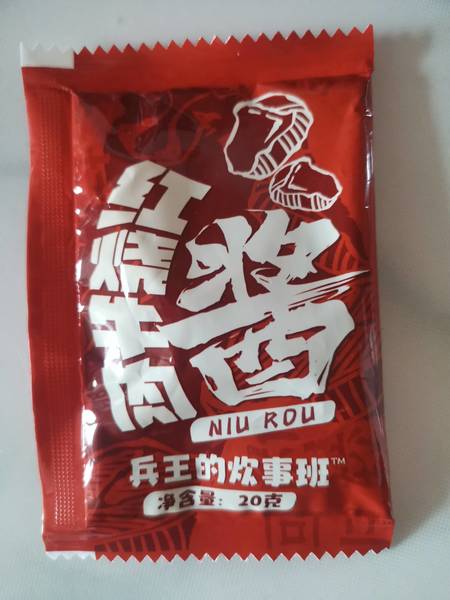 红烧牛肉
酱
NIU ROU
兵王的炊事班™
净含量：20克